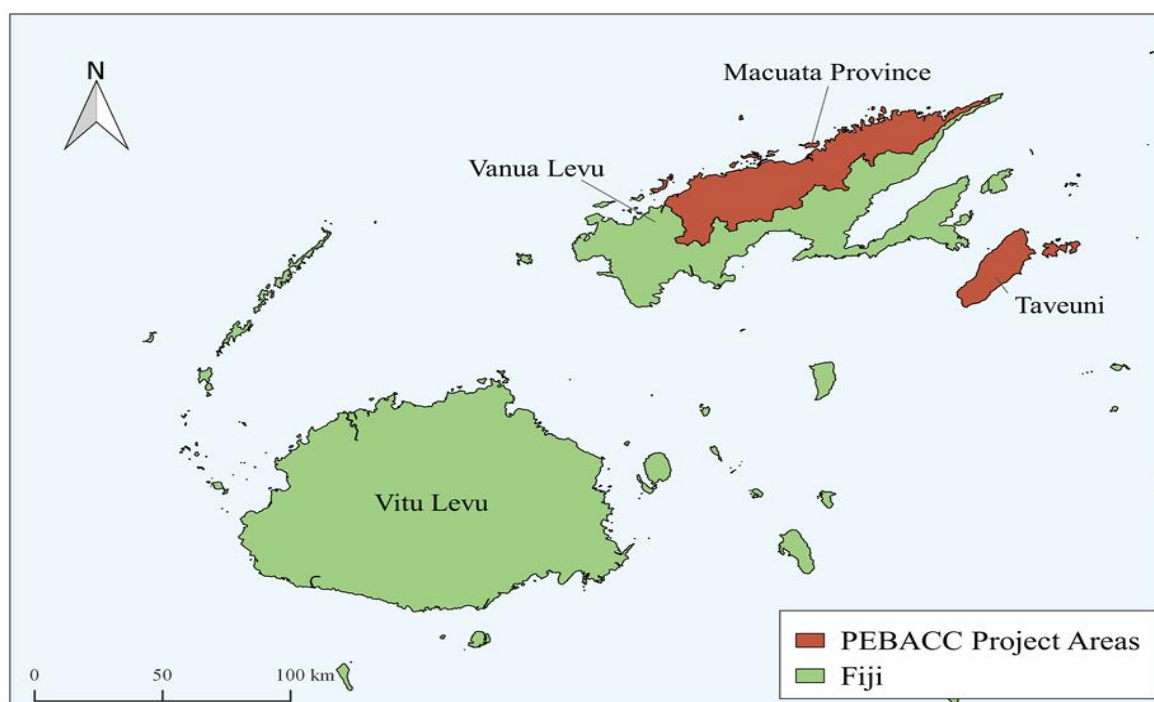 N
Macuata Province
Vanua Levu
Taveuni
Vitu Levu
PEBACC Project Areas
Fiji
0 50 100 km